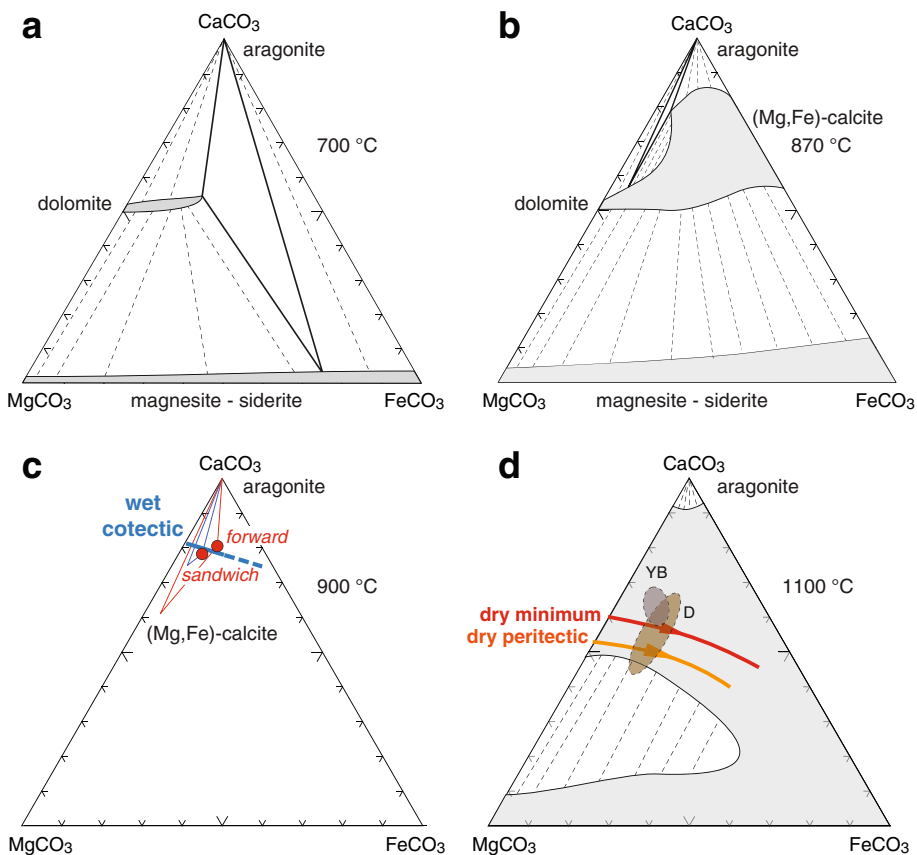 a
CaCO₃
aragonite
700 °C
dolomite
MgCO₃
magnesite - siderite
FeCO₃
b
CaCO₃
aragonite
(Mg,Fe)-calcite
870 °C
dolomite
MgCO₃
magnesite - siderite
FeCO₃
c
CaCO₃
aragonite
wet
cotectic
forward
sandwich
900 °C
(Mg,Fe)-calcite
MgCO₃
FeCO₃
d
CaCO₃
aragonite
YB
1100 °C
D
dry minimum
dry peritectic
MgCO₃
FeCO₃